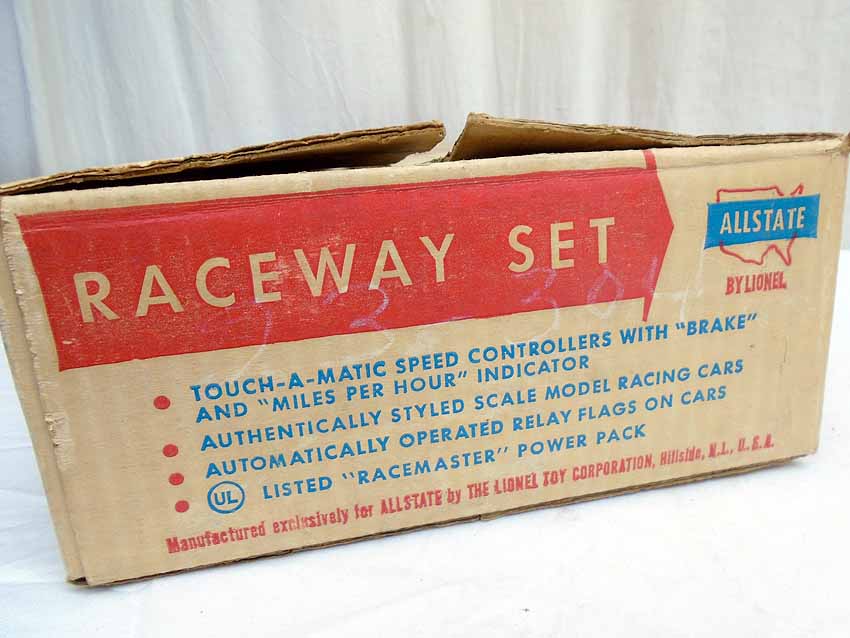 RACEWAY SET
ALLSTATE
BY LIONEL
• TOUCH-A-MATIC SPEED CONTROLLERS WITH "BRAKE"
AND "MILES PER HOUR" INDICATOR
• AUTHENTICALLY STYLED SCALE MODEL RACING CARS
• AUTOMATICALLY OPERATED RELAY FLAGS ON CARS
• UL LISTED "RACEMASTER" POWER PACK
Manufactured exclusively for ALLSTATE by THE LIONEL TOY CORPORATION, Hillside, N.J., U.S.A.